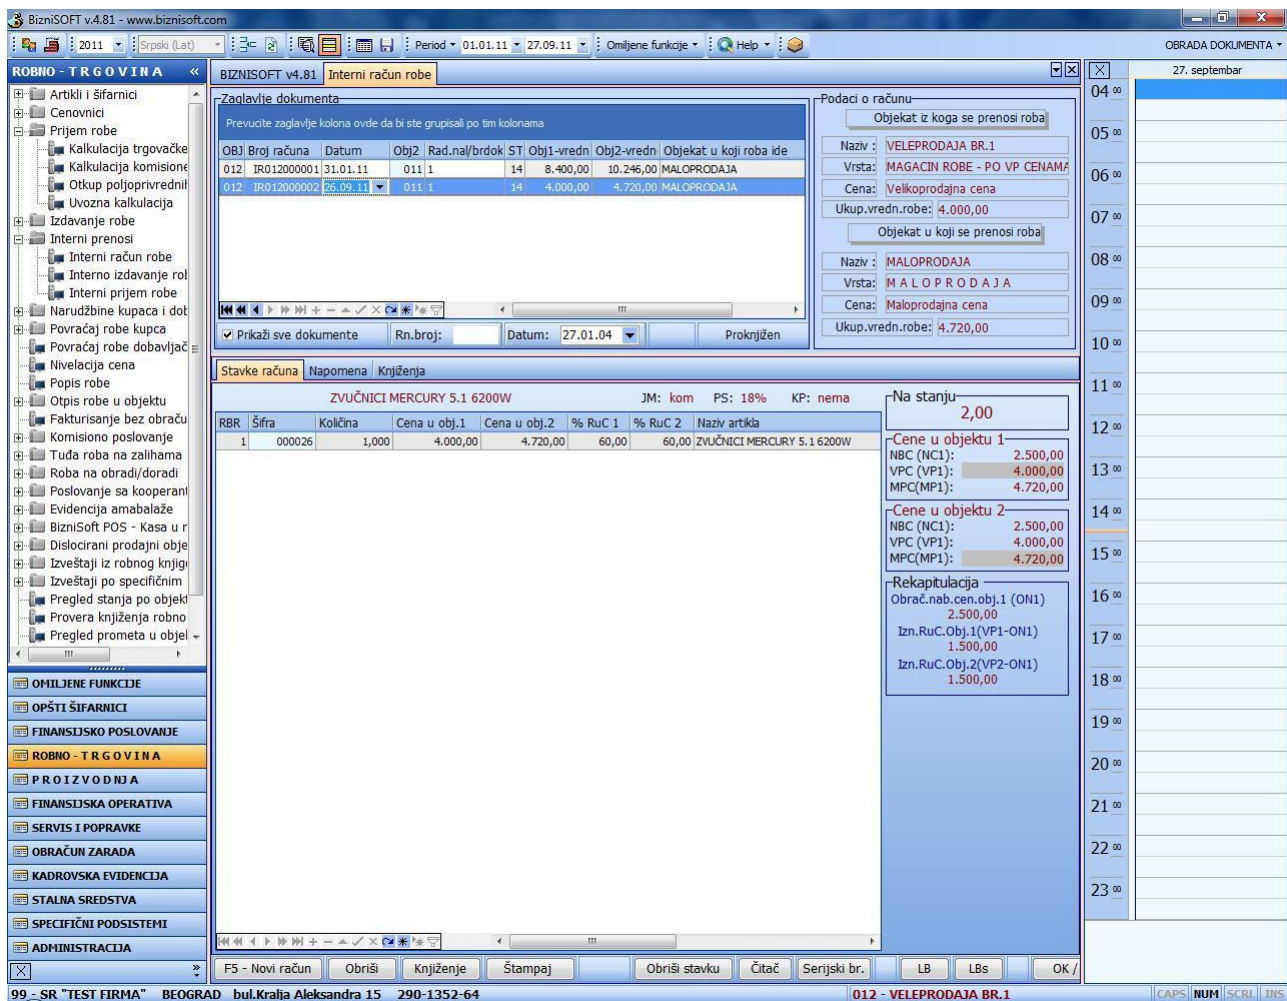 BizniSOFT v.4.81 - www.biznisoft.com
2011 Srpski (Lat) Period 01.01.11 27.09.11 Omiljene funkcije Help OBRADA DOKUMENTA
ROBNO - T R G O V I N A «
Artikli i šifarnici
Cenovnici
Prijem robe
Kalkulacija trgovačke
Kalkulacija komisione
Otkup poljoprivredni
Uvozna kalkulacija
Izdavanje robe
Interni prenosi
Interni račun robe
Interno izdavanje rob
Interni prijem robe
Narudžbine kupaca i dob
Povraćaj robe kupca
Povraćaj robe dobavljač
Nivelacija cena
Popis robe
Otpis robe u objektu
Fakturisanje bez obraču
Komisiono poslovanje
Tuđa roba na zalihama
Roba na obradi/doradi
Poslovanje sa kooperant
Evidencija amabalaže
BizniSoft POS - Kasa u r
Dislocirani prodajni obje
Izveštaji iz robnog knjig
Izveštaji po specifičnim
Pregled stanja po objekt
Provera knjiženja robno
Pregled prometa u objel
OMILJENE FUNKCIJE
OPŠTI ŠIFARNICI
FINANSIJSKO POSLOVANJE
ROBNO - T R G O V I N A
P R O I Z V O D NJ A
FINANSIJSKA OPERATIVA
SERVIS I POPRAVKE
OBRAČUN ZARADA
KADROVSKA EVIDENCIJA
STALNA SREDSTVA
SPECIFIČNI PODSISTEMI
ADMINISTRACIJA
BIZNISOFT v4.81 Interni račun robe
Zaglavlje dokumenta
Prevucite zaglavlje kolona ovde da bi ste grupisali po tim kolonama
OBJ Broj računa Datum Obj2 Rad.nal/brdok ST Obj1-vredn Obj2-vredn Objekat u koji roba ide
012 IR012000001 31.01.11 011 1 14 8.400,00 10.246,00 MALOPRODAJA
012 IR012000002 26.09.11 011 1 14 4.000,00 4.720,00 MALOPRODAJA
Prikaži sve dokumente Rn.broj: Datum: 27.01.04 Proknjižen
Podaci o računu
Objekat iz koga se prenosi roba
Naziv : VELEPRODAJA BR.1
Vrsta: MAGACIN ROBE - PO VP CENAMA
Cena: Velikoprodajna cena
Ukup.vredn.robe: 4.000,00
Objekat u koji se prenosi roba
Naziv : MALOPRODAJA
Vrsta: M A L O P R O D A J A
Cena: Maloprodajna cena
Ukup.vredn.robe: 4.720,00
Stavke računa Napomena Knjiženja
ZVUČNICI MERCURY 5.1 6200W JM: kom PS: 18% KP: nema
RBR Šifra Količina Cena u obj.1 Cena u obj.2 % RuC 1 % RuC 2 Naziv artikla
1 000026 1,000 4.000,00 4.720,00 60,00 60,00 ZVUČNICI MERCURY 5.1 6200W
Na stanju
2,00
Cene u objektu 1
NBC (NC1): 2.500,00
VPC (VP1): 4.000,00
MPC(MP1): 4.720,00
Cene u objektu 2
NBC (NC1): 2.500,00
VPC (VP1): 4.000,00
MPC(MP1): 4.720,00
Rekapitulacija
Obrač.nab.cen.obj.1 (ON1)
2.500,00
Izn.RuC.Obj.1(VP1-ON1)
1.500,00
Izn.RuC.Obj.2(VP2-ON1)
1.500,00
F5 - Novi račun Obriši Knjiženje Štampaj Obriši stavku Čitač Serijski br. LB LBs OK /
27. septembar
04 00
05 00
06 00
07 00
08 00
09 00
10 00
11 00
12 00
13 00
14 00
15 00
16 00
17 00
18 00
19 00
20 00
21 00
22 00
23 00
99 - SR "TEST FIRMA" BEOGRAD bul.Kralja Aleksandra 15 290-1352-64 012 - VELEPRODAJA BR.1 CAPS NUM SCRL INS